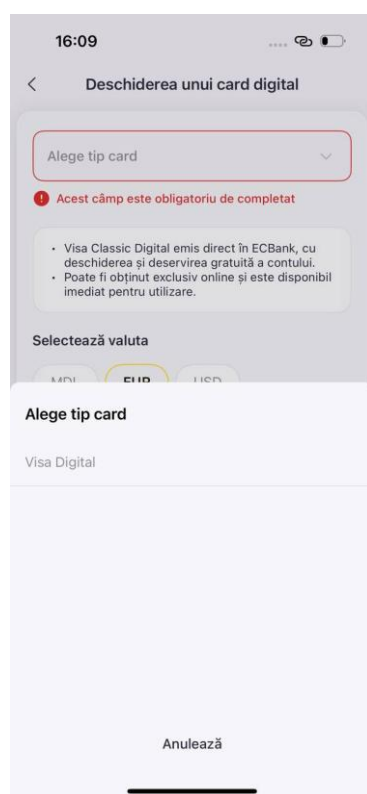 16:09
Deschiderea unui card digital
Alege tip card
Acest câmp este obligatoriu de completat
• Visa Classic Digital emis direct în ECBank, cu
deschiderea și deservirea gratuită a contului.
• Poate fi obținut exclusiv online și este disponibil
imediat pentru utilizare.
Selectează valuta
MDL EUR USD
Alege tip card
Visa Digital
Anulează